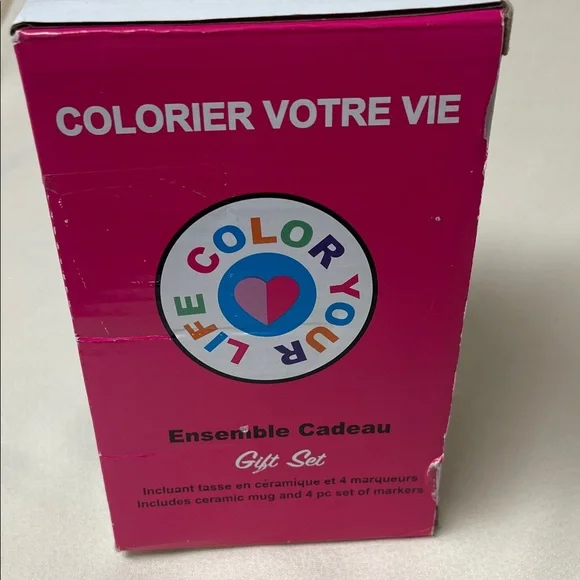 COLORIER VOTRE VIE
COLOR YOUR LIFE
Ensemble Cadeau
Gift Set
Incluant tasse en céramique et 4 marqueurs
Includes ceramic mug and 4 pc set of markers